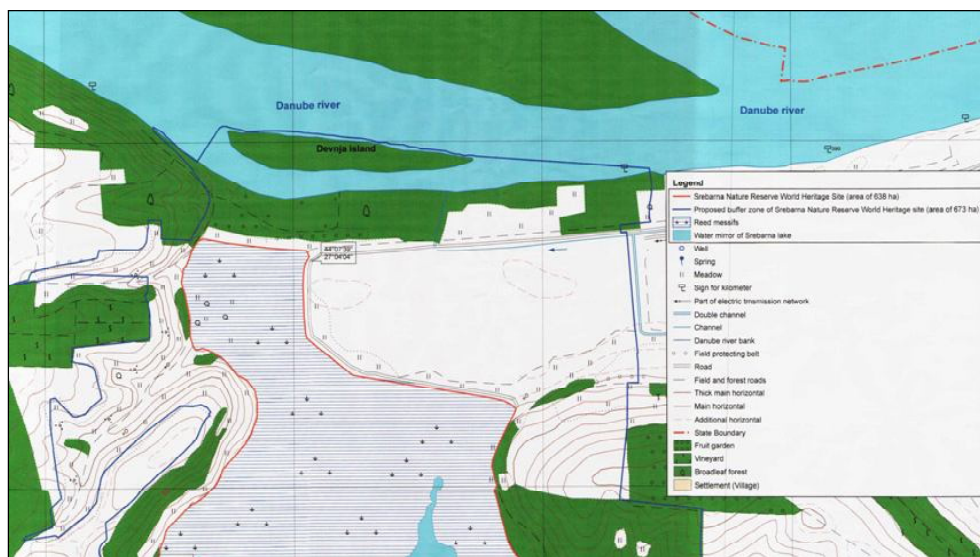 Danube river
Danube river
Devnja Island
44°07'39"
27°04'04"
Legend
Srebarna Nature Reserve World Heritage Site (area of 638 ha)
Proposed buffer zone of Srebarna Nature Reserve World Heritage site (area of 673 ha)
Reed messifs
Water mirror of Srebarna lake
Well
Spring
Meadow
Sign for kilometer
Part of electric trnsmission network
Double channel
Channel
Danube river bank
Field protecting belt
Road
Field and forest roads
Thick main horizontal
Main horizontal
Additional horizontal
State Boundary
Fruit garden
Vineyard
Broadleaf forest
Settlement (Village)